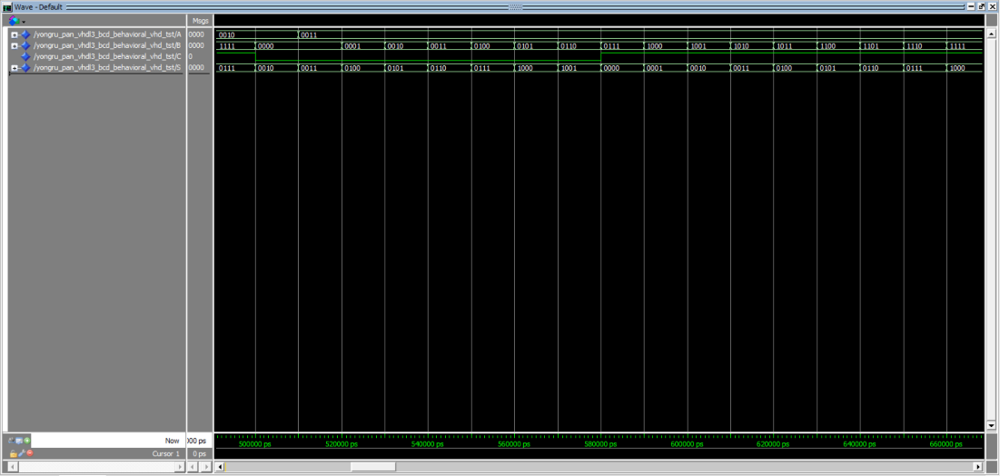 Wave - Default
Msgs
/yongru_pan_vhdl3_bcd_behavioral_vhd_tst/A 0000 0010 0011
/yongru_pan_vhdl3_bcd_behavioral_vhd_tst/B 0000 1111 0000 0001 0010 0011 0100 0101 0110 0111 1000 1001 1010 1011 1100 1101 1110 1111
/yongru_pan_vhdl3_bcd_behavioral_vhd_tst/C 0
/yongru_pan_vhdl3_bcd_behavioral_vhd_tst/S 0000 0111 0010 0011 0100 0101 0110 0111 1000 1001 0000 0001 0010 0011 0100 0101 0110 0111 1000
Now 000 ps 500000 ps 520000 ps 540000 ps 560000 ps 580000 ps 600000 ps 620000 ps 640000 ps 660000 ps
Cursor 1 0 ps